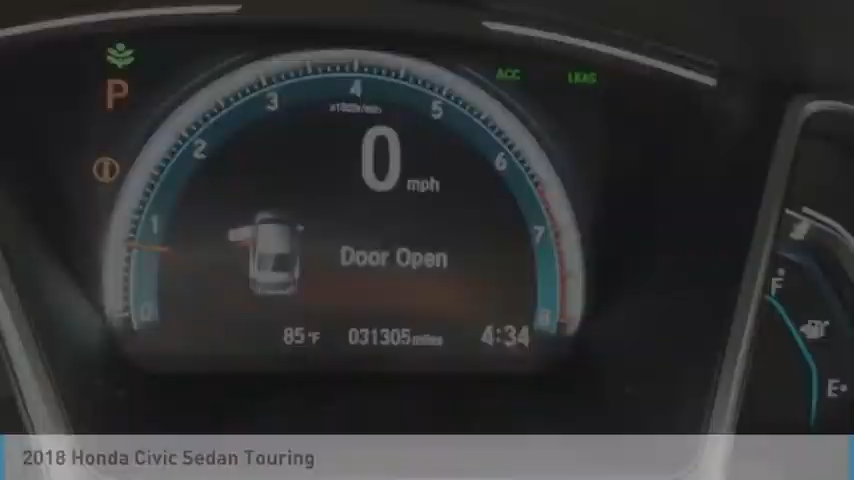 ACC
LKAS
P
0 1 2 3 4 5 6 7 8
x1000r/min
0 mph
Door Open
85°F 031305 miles 4:34
F
E
2018 Honda Civic Sedan Touring